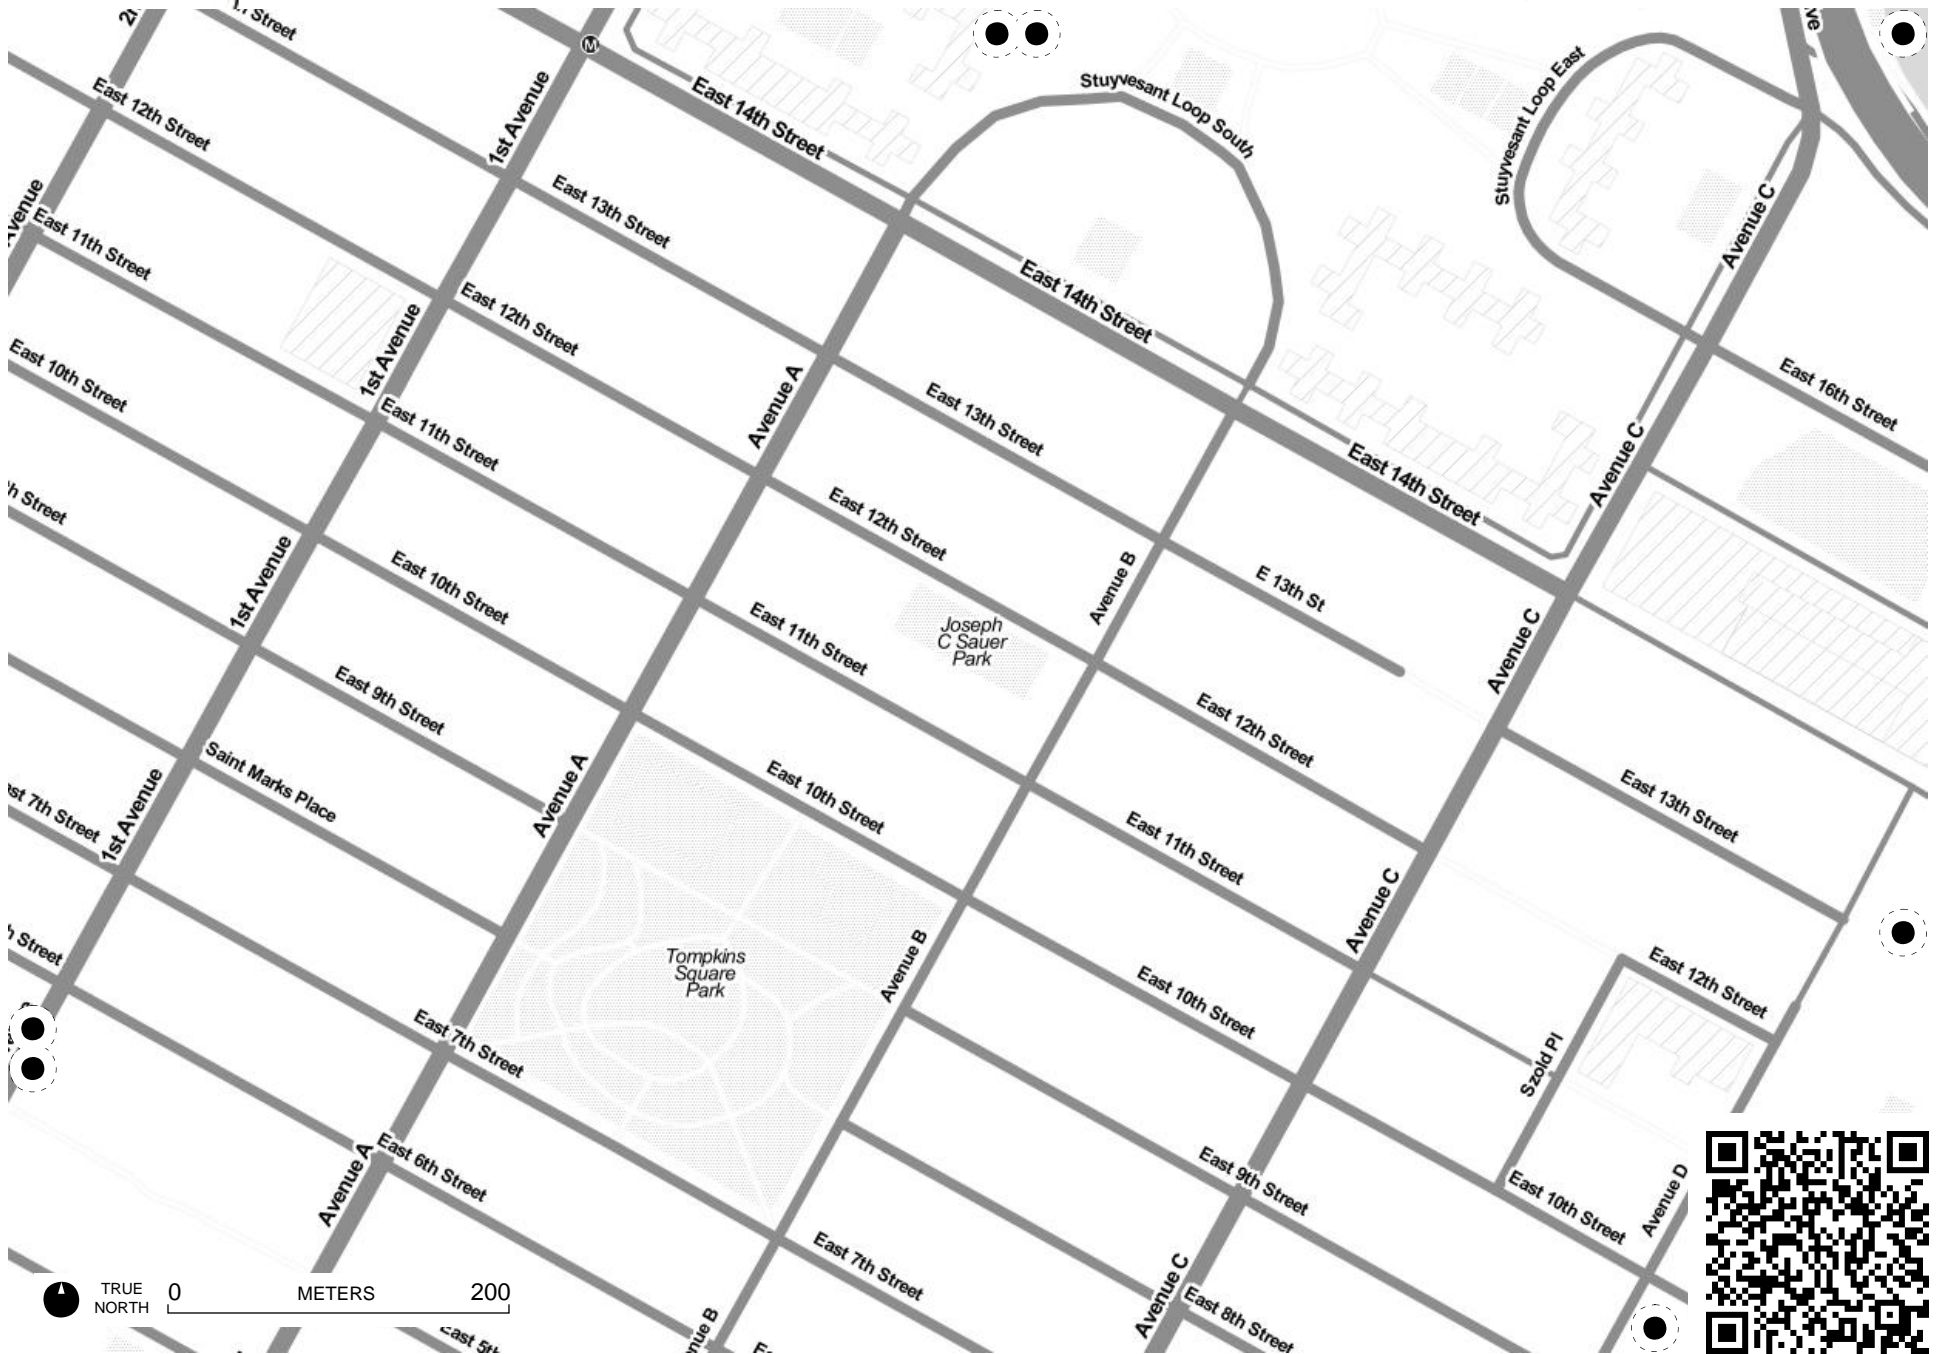 East 12th Street
1st Avenue
East 14th Street
Stuyvesant Loop South
Stuyvesant Loop East
Avenue C
East 13th Street
East 11th Street
Avenue
East 12th Street
East 14th Street
East 10th Street
1st Avenue
Avenue A
East 13th Street
East 16th Street
East 11th Street
East 12th Street
East 14th Street
Avenue C
Street
1st Avenue
East 10th Street
Avenue B
E 13th St
East 11th Street
Joseph
C Sauer
Park
Avenue C
East 9th Street
East 12th Street
Saint Marks Place
Avenue A
East 10th Street
East 13th Street
7th Street
1st Avenue
East 11th Street
Avenue C
Street
Tompkins
Square
Park
Avenue B
East 10th Street
East 12th Street
East 7th Street
Szold Pl
East 6th Street
Avenue A
East 9th Street
East 10th Street
Avenue D
East 7th Street
Avenue C
East 8th Street
TRUE
NORTH
0 METERS 200
M
Street